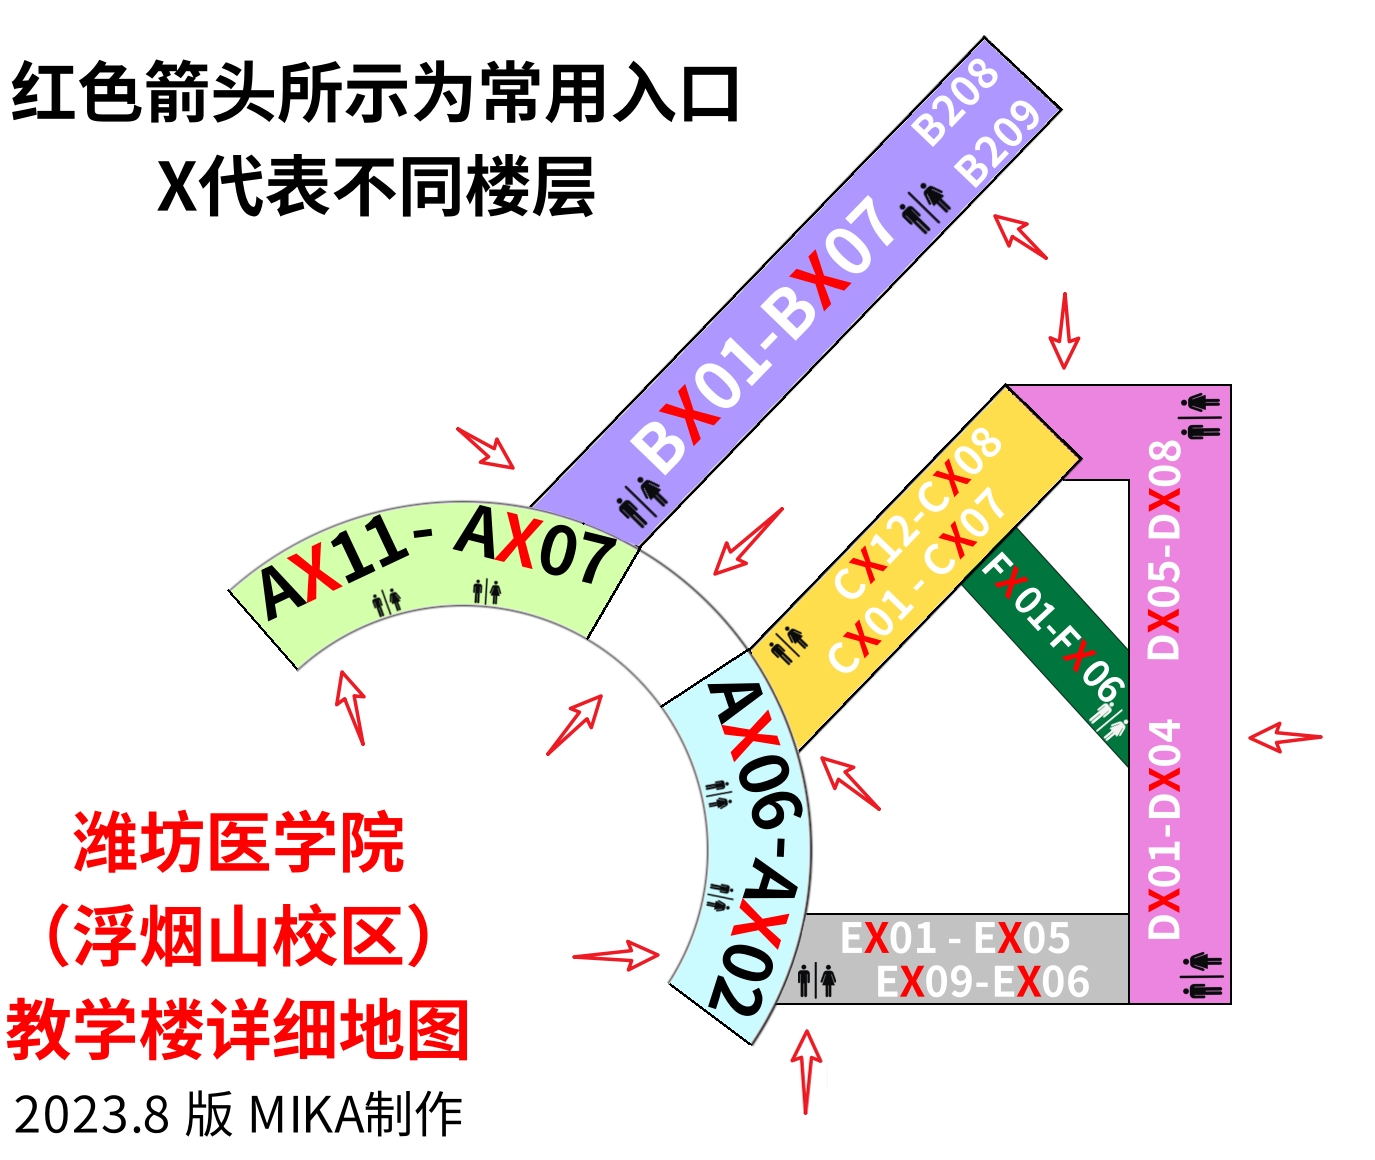 红色箭头所示为常用入口
X代表不同楼层
B208
B209
BX01-BX07
AX11- AX07
CX12-CX08
CX01 - CX07
FX01-FX06
DX05-DX08
DX01-DX04
AX06-AX02
EX01 - EX05
EX09-EX06
潍坊医学院
（浮烟山校区）
教学楼详细地图
2023.8 版 MIKA制作